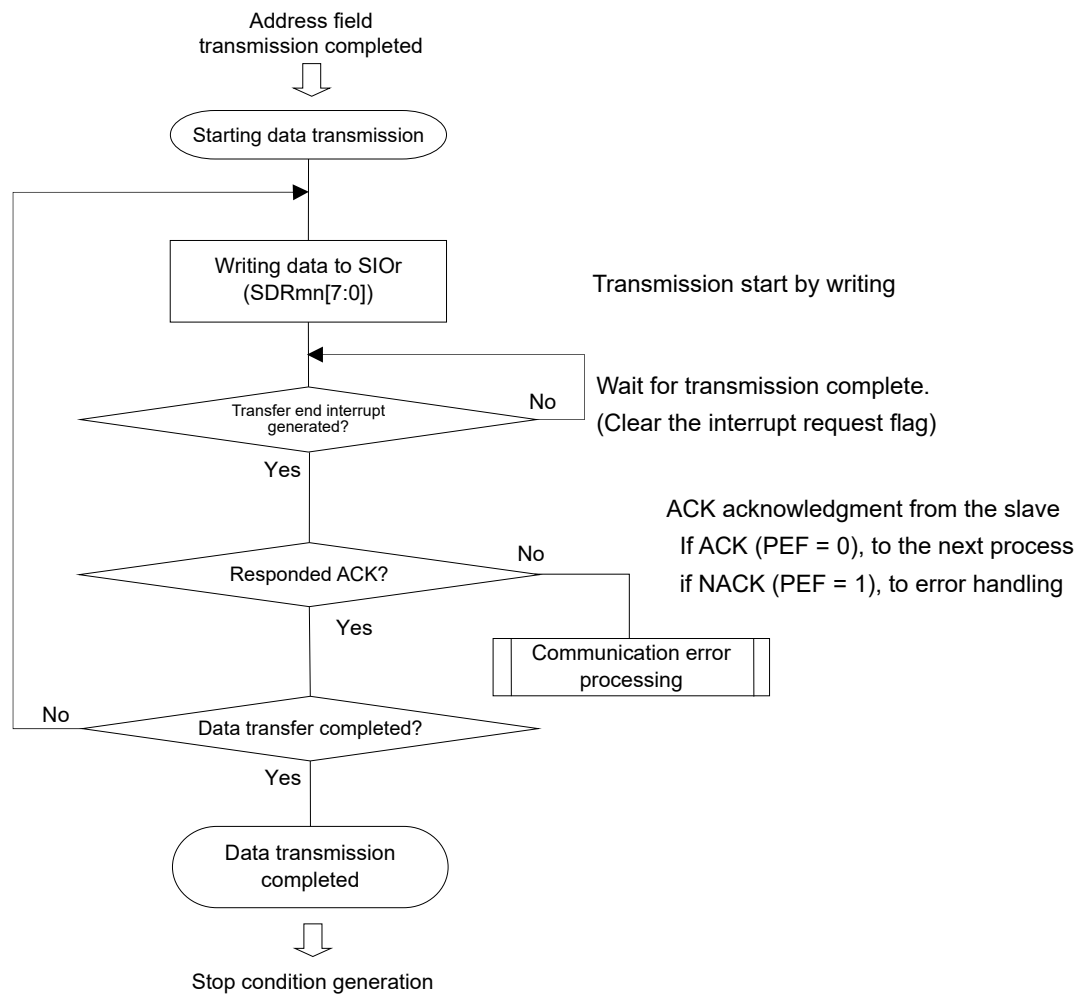 Address field
transmission completed
Starting data transmission
Writing data to SIOr
(SDRmn[7:0])
Transmission start by writing
Transfer end interrupt
generated?
No
Wait for transmission complete.
(Clear the interrupt request flag)
Yes
ACK acknowledgment from the slave
If ACK (PEF = 0), to the next process
if NACK (PEF = 1), to error handling
Responded ACK?
No
Yes
Communication error
processing
Data transfer completed?
No
Yes
Data transmission
completed
Stop condition generation